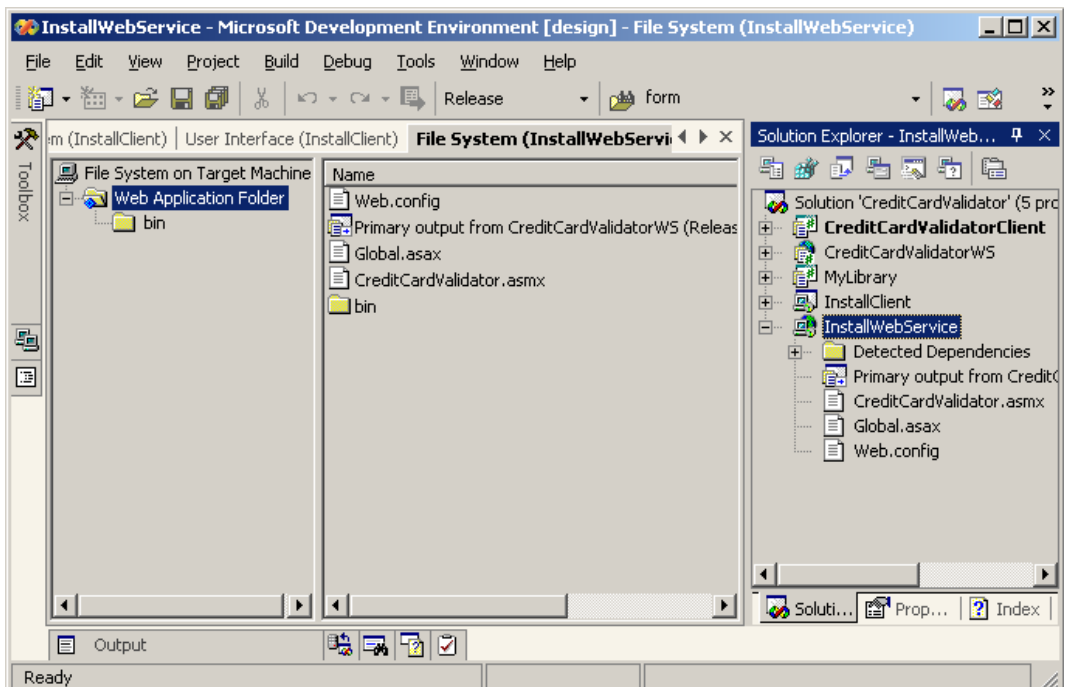 InstallWebService - Microsoft Development Environment [design] - File System (InstallWebService)
File Edit View Project Build Debug Tools Window Help
Release form
m (InstallClient) User Interface (InstallClient) File System (InstallWebServi
Toolbox
File System on Target Machine
Web Application Folder
bin
Name
Web.config
Primary output from CreditCardValidatorWS (Releas
Global.asax
CreditCardValidator.asmx
bin
Solution Explorer - InstallWeb...
Solution 'CreditCardValidator' (5 pro
CreditCardValidatorClient
CreditCardValidatorWS
MyLibrary
InstallClient
InstallWebService
Detected Dependencies
Primary output from CreditC
CreditCardValidator.asmx
Global.asax
Web.config
Soluti... Prop... Index
Output
Ready